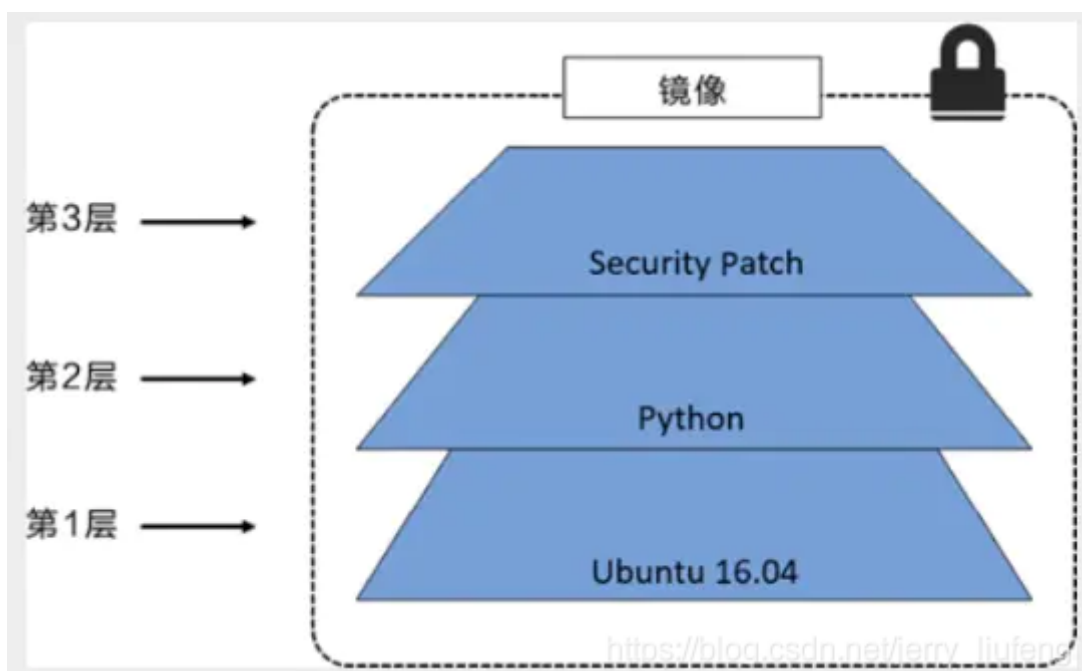 镜像
第3层
Security Patch
第2层
Python
第1层
Ubuntu 16.04
https://blog.csdn.net/jerry_liufeng